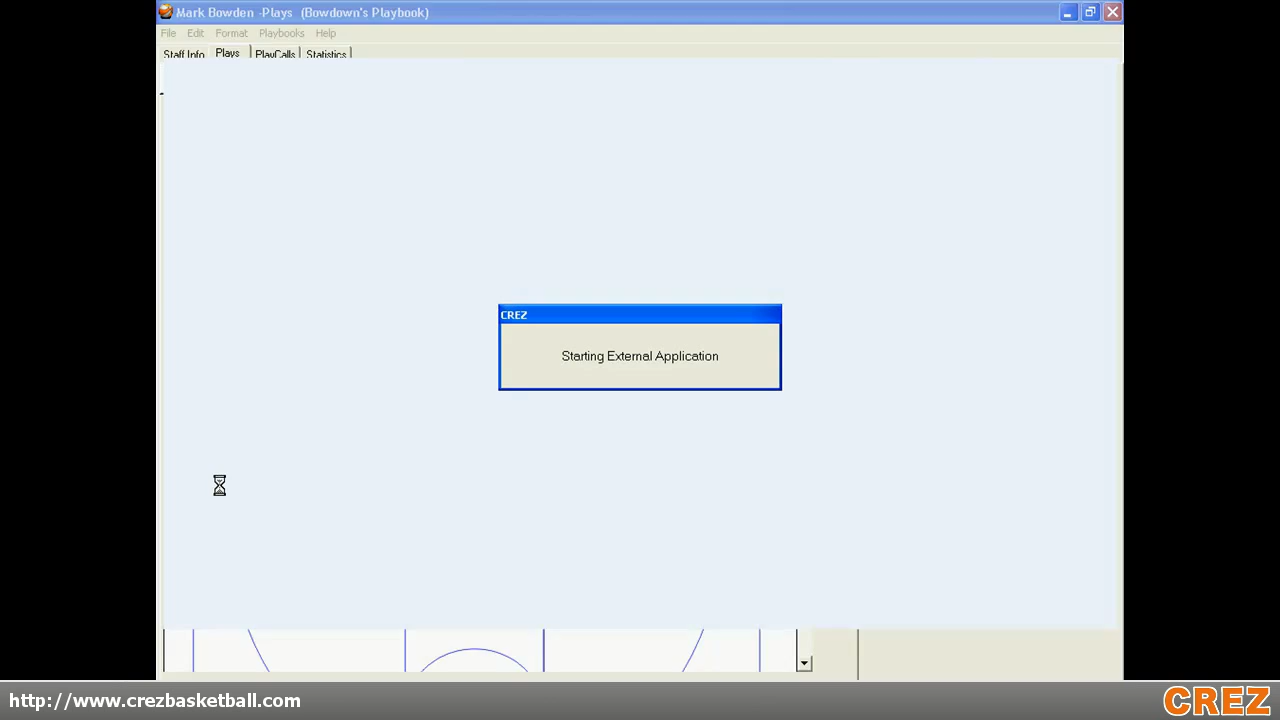 Mark Bowden -Plays (Bowdown's Playbook)
File Edit Format Playbooks Help
Staff Info Plays PlayCalls Statistics
CREZ
Starting External Application
http://www.crezbasketball.com CREZ